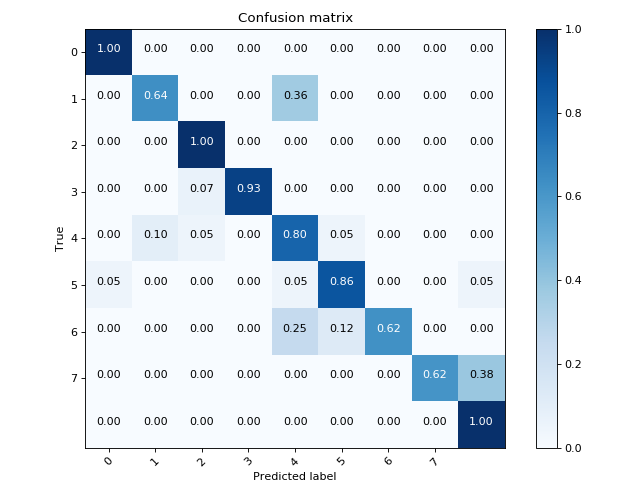 Confusion matrix
0 1.00 0.00 0.00 0.00 0.00 0.00 0.00 0.00 0.00
1 0.00 0.64 0.00 0.00 0.36 0.00 0.00 0.00 0.00
2 0.00 0.00 1.00 0.00 0.00 0.00 0.00 0.00 0.00
3 0.00 0.00 0.07 0.93 0.00 0.00 0.00 0.00 0.00
4 0.00 0.10 0.05 0.00 0.80 0.05 0.00 0.00 0.00
5 0.05 0.00 0.00 0.00 0.05 0.86 0.00 0.00 0.05
6 0.00 0.00 0.00 0.00 0.25 0.12 0.62 0.00 0.00
7 0.00 0.00 0.00 0.00 0.00 0.00 0.00 0.62 0.38
0.00 0.00 0.00 0.00 0.00 0.00 0.00 0.00 1.00
0 1 2 3 4 5 6 7
Predicted label
True
1.0
0.8
0.6
0.4
0.2
0.0